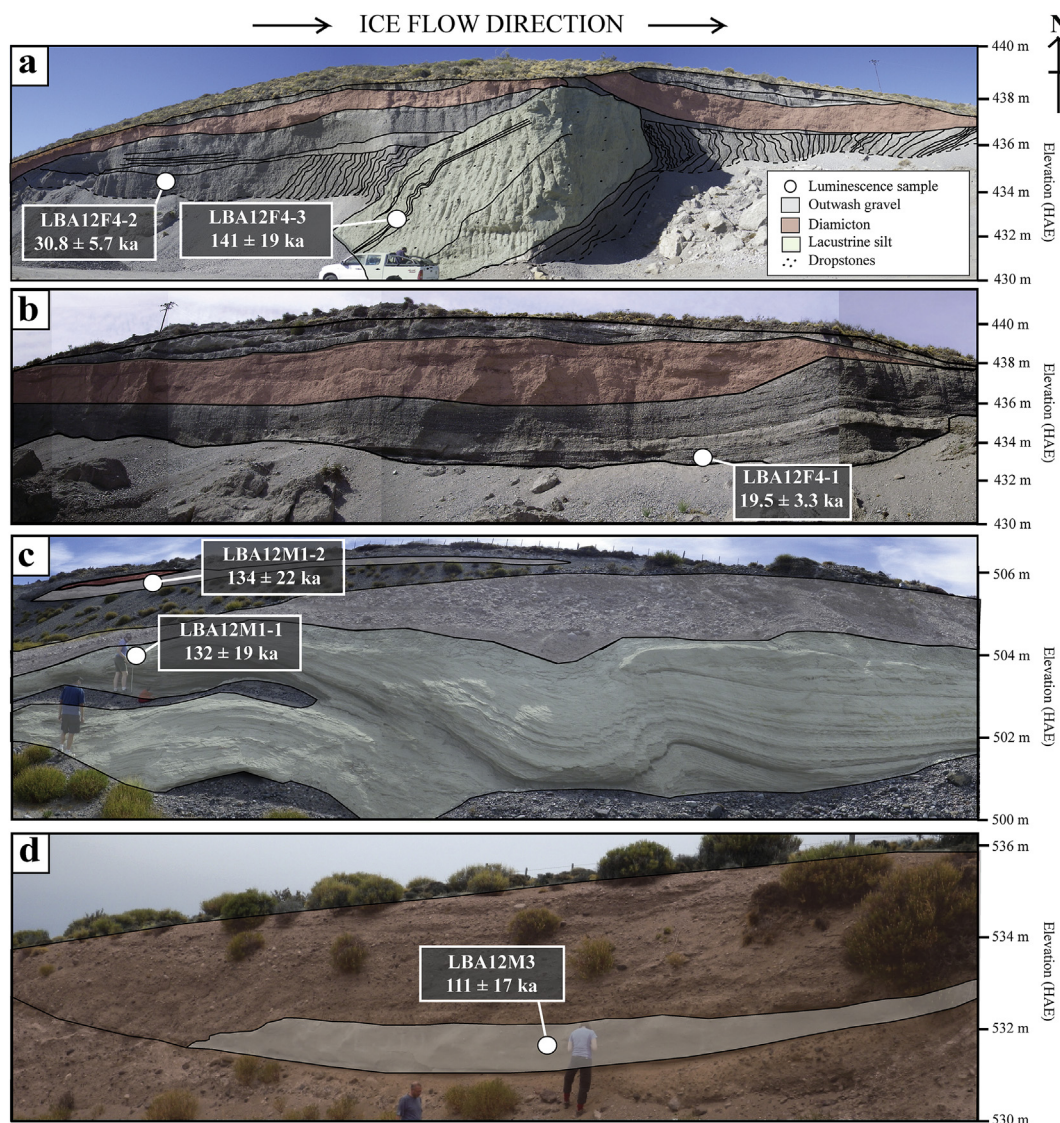 ICE FLOW DIRECTION
N
a
440 m
438 m
436 m
434 m
432 m
430 m
Elevation (HAE)
LBA12F4-2
30.8 ± 5.7 ka
LBA12F4-3
141 ± 19 ka
Luminescence sample
Outwash gravel
Diamicton
Lacustrine silt
Dropstones
b
440 m
438 m
436 m
434 m
432 m
430 m
Elevation (HAE)
LBA12F4-1
19.5 ± 3.3 ka
c
506 m
504 m
502 m
500 m
Elevation (HAE)
LBA12M1-2
134 ± 22 ka
LBA12M1-1
132 ± 19 ka
d
536 m
534 m
532 m
530 m
Elevation (HAE)
LBA12M3
111 ± 17 ka